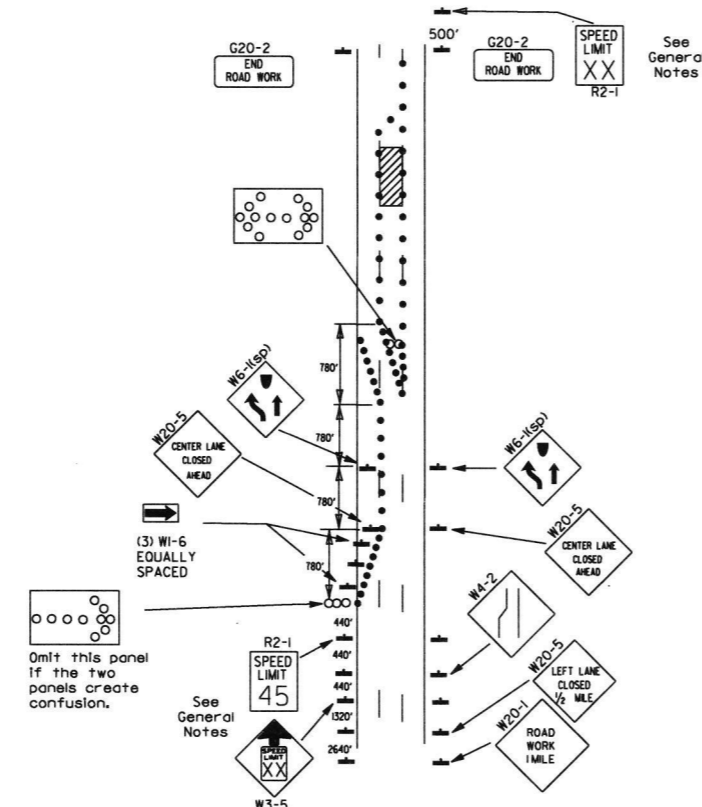 500'
G20-2
END
ROAD WORK
G20-2
END
ROAD WORK
SPEED
LIMIT
XX
R2-1
See
Genera
Notes
780'
W6-1(sp)
780'
W20-5
CENTER LANE
CLOSED
AHEAD
W6-1(sp)
780'
(3) W1-6
EQUALLY
SPACED
W20-5
CENTER LANE
CLOSED
AHEAD
780'
Omit this panel
if the two
panels create
confusion.
440'
R2-1
SPEED
LIMIT
45
440'
440'
1320'
2640'
See
General
Notes
SPEED
LIMIT
XX
W3-5
W4-2
W20-5
LEFT LANE
CLOSED
1/2 MILE
W20-1
ROAD
WORK
1 MILE